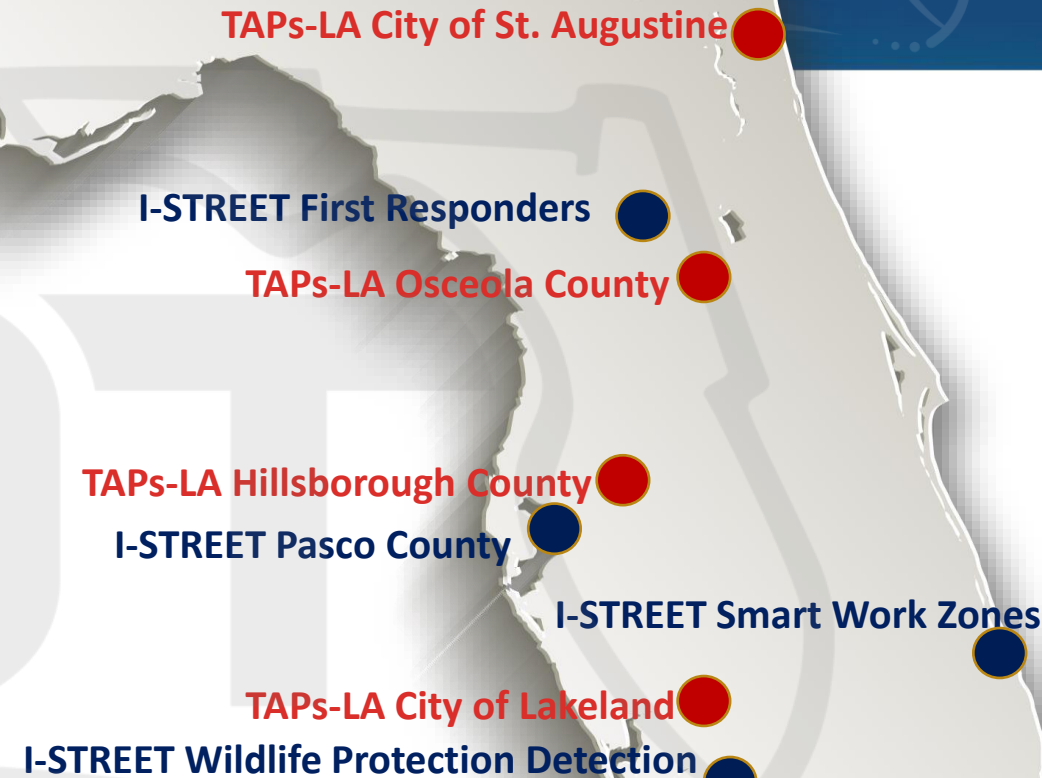 TAPs-LA City of St. Augustine
I-STREET First Responders
TAPs-LA Osceola County
TAPs-LA Hillsborough County
I-STREET Pasco County
I-STREET Smart Work Zones
TAPs-LA City of Lakeland
I-STREET Wildlife Protection Detection